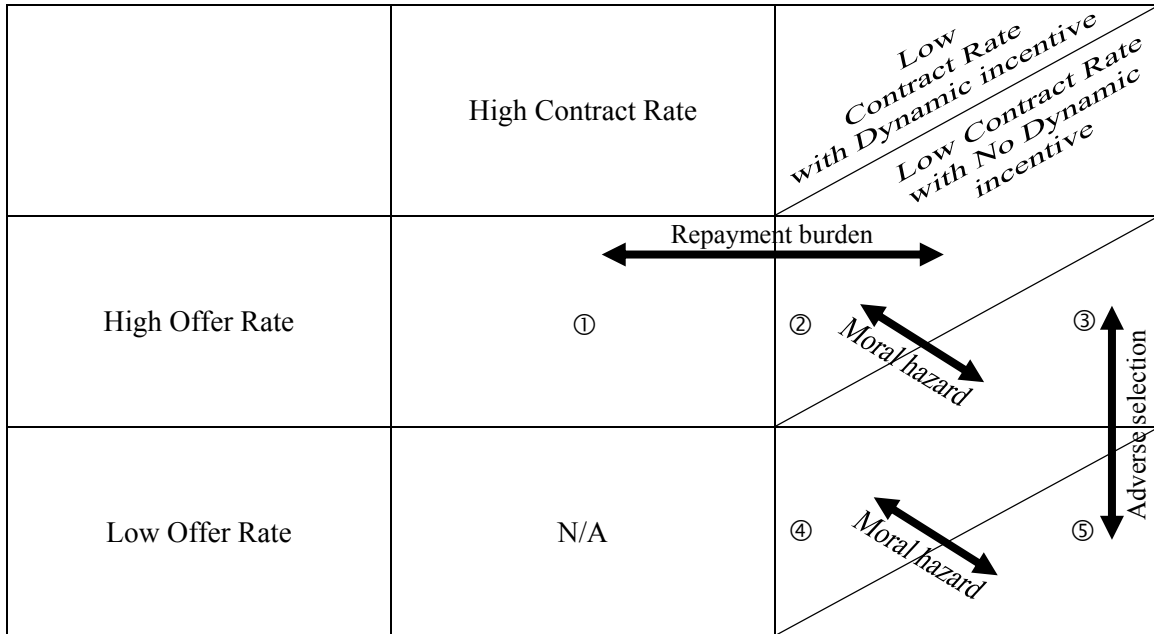 High Contract Rate
Low
Contract Rate
with Dynamic incentive
Low Contract Rate
with No Dynamic
incentive
Repayment burden
High Offer Rate
①
②
Moral hazard
③
Adverse selection
Low Offer Rate
N/A
④
Moral hazard
⑤